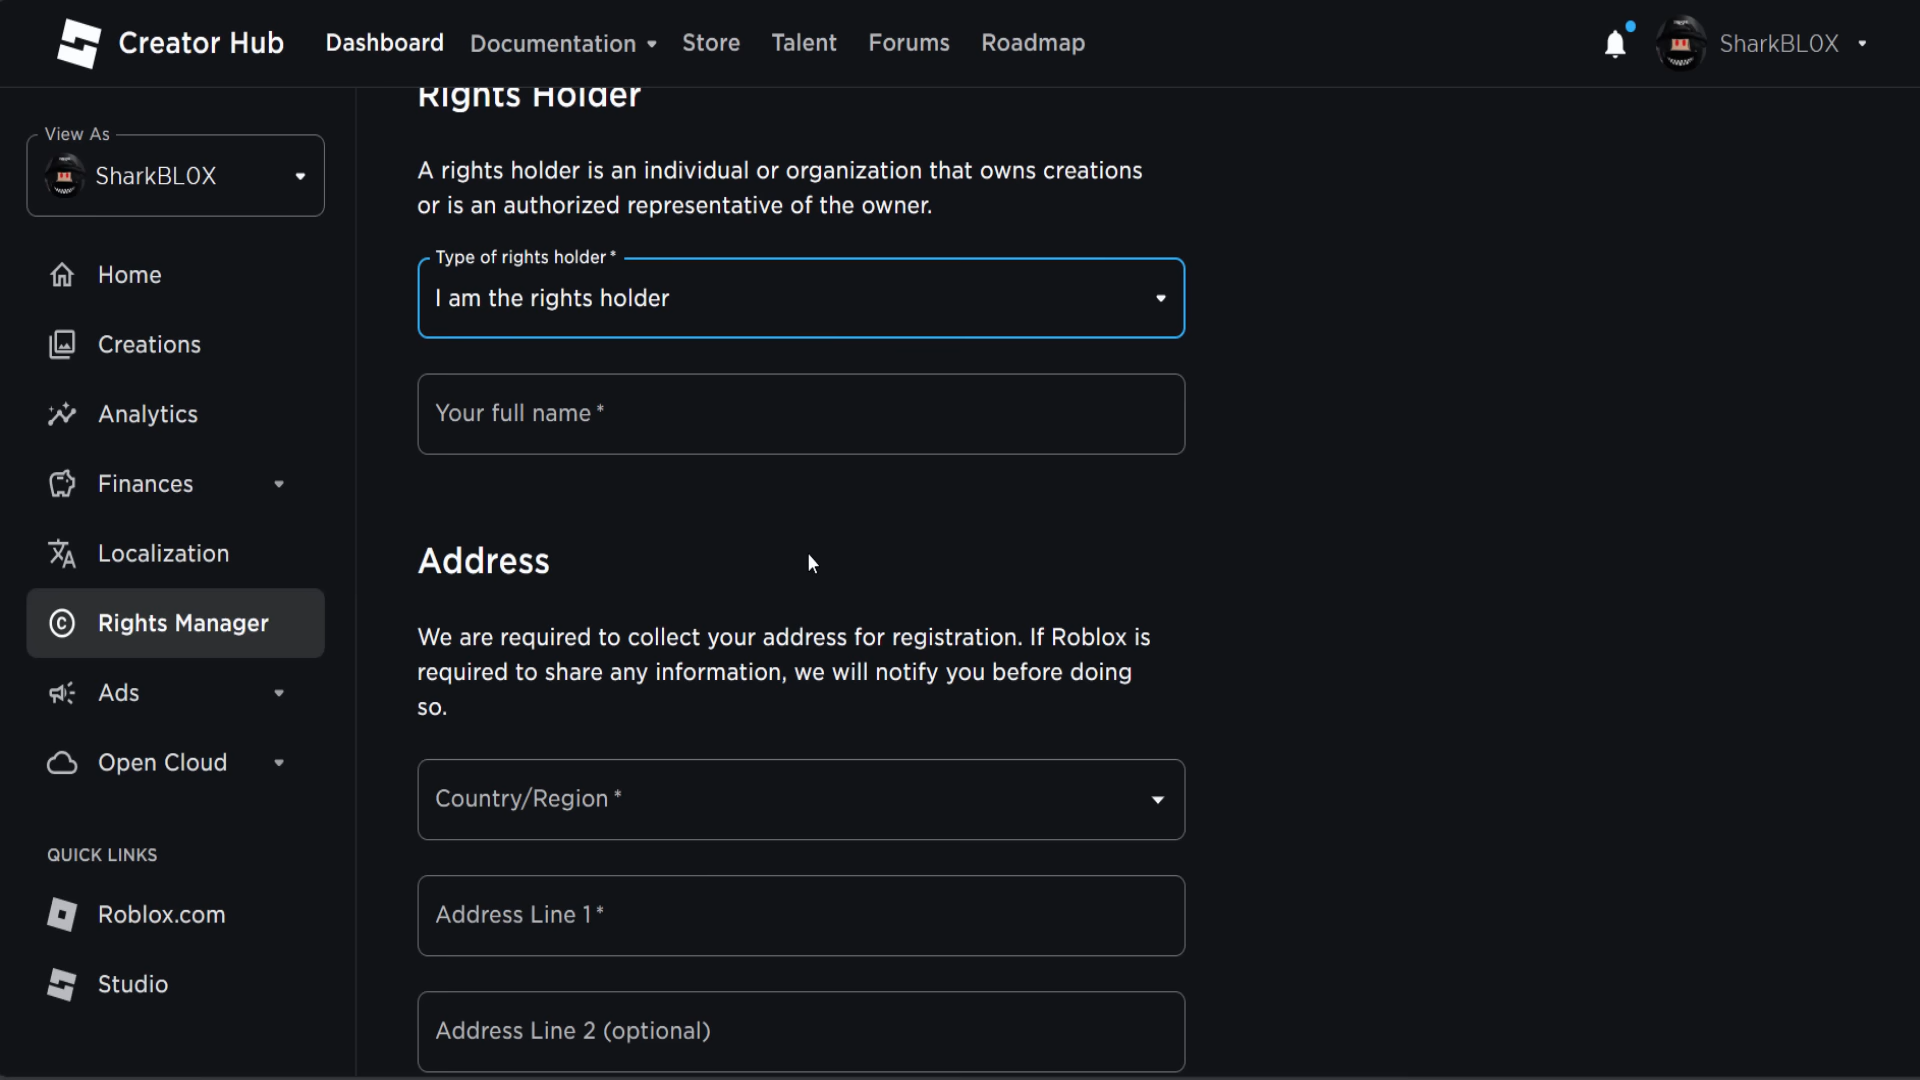 Creator Hub
Dashboard
Documentation
Store
Talent
Forums
Roadmap
SharkBL0X
View As
SharkBL0X
Home
Creations
Analytics
Finances
Localization
Rights Manager
Ads
Open Cloud
QUICK LINKS
Roblox.com
Studio
Rights Holder
A rights holder is an individual or organization that owns creations
or is an authorized representative of the owner.
Type of rights holder *
I am the rights holder
Your full name *
Address
We are required to collect your address for registration. If Roblox is
required to share any information, we will notify you before doing
so.
Country/Region *
Address Line 1 *
Address Line 2 (optional)